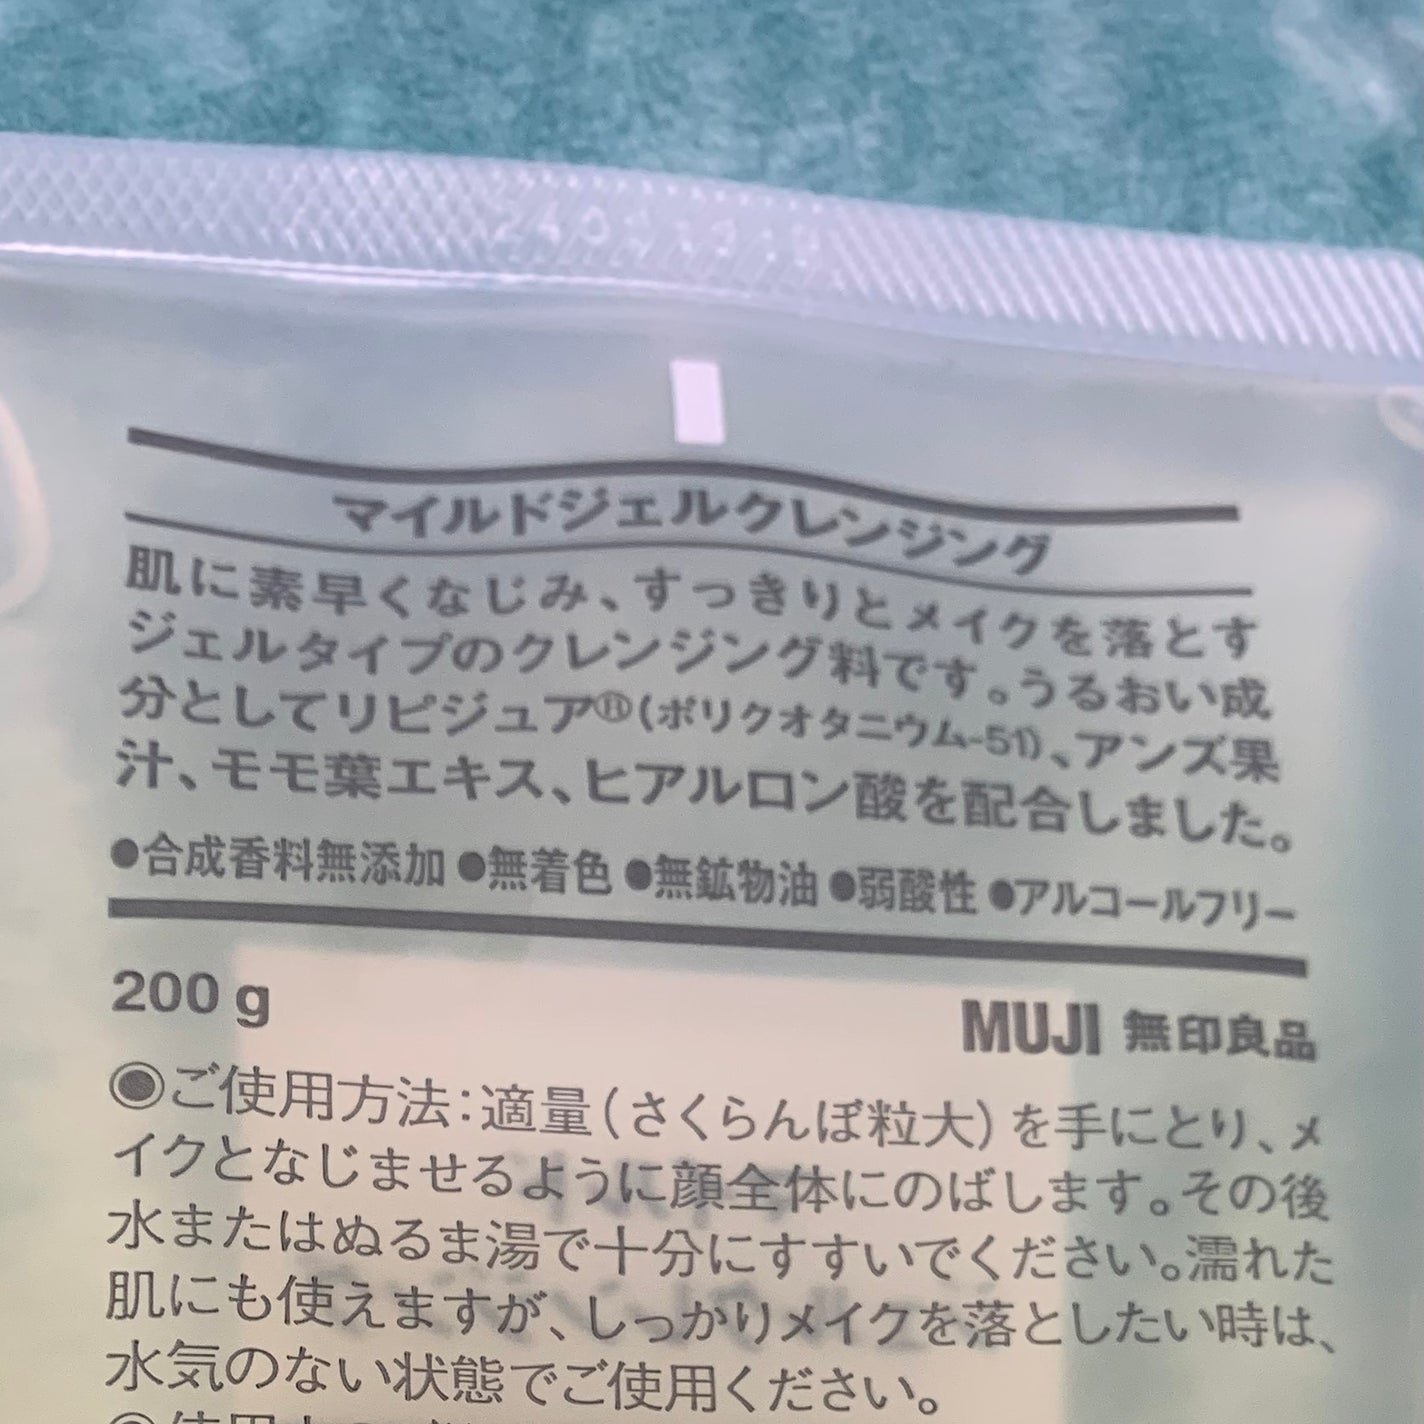 マイルドジェルクレンジング
肌に素早くなじみ、すっきりとメイクを落とす
ジェルタイプのクレンジング料です。うるおい成
分としてリピジュア®(ポリクオタニウム-51)、アンズ果
汁、モモ葉エキス、ヒアルロン酸を配合しました。
●合成香料無添加 ●無着色 ●無鉱物油 ●弱酸性 ●アルコールフリー
200 g
MUJI 無印良品
◉ご使用方法：適量（さくらんぼ粒大）を手にとり、メ
イクとなじませるように顔全体にのばします。その後
水またはぬるま湯で十分にすすいでください。濡れた
肌にも使えますが、しっかりメイクを落としたい時は、
水気のない状態でご使用ください。